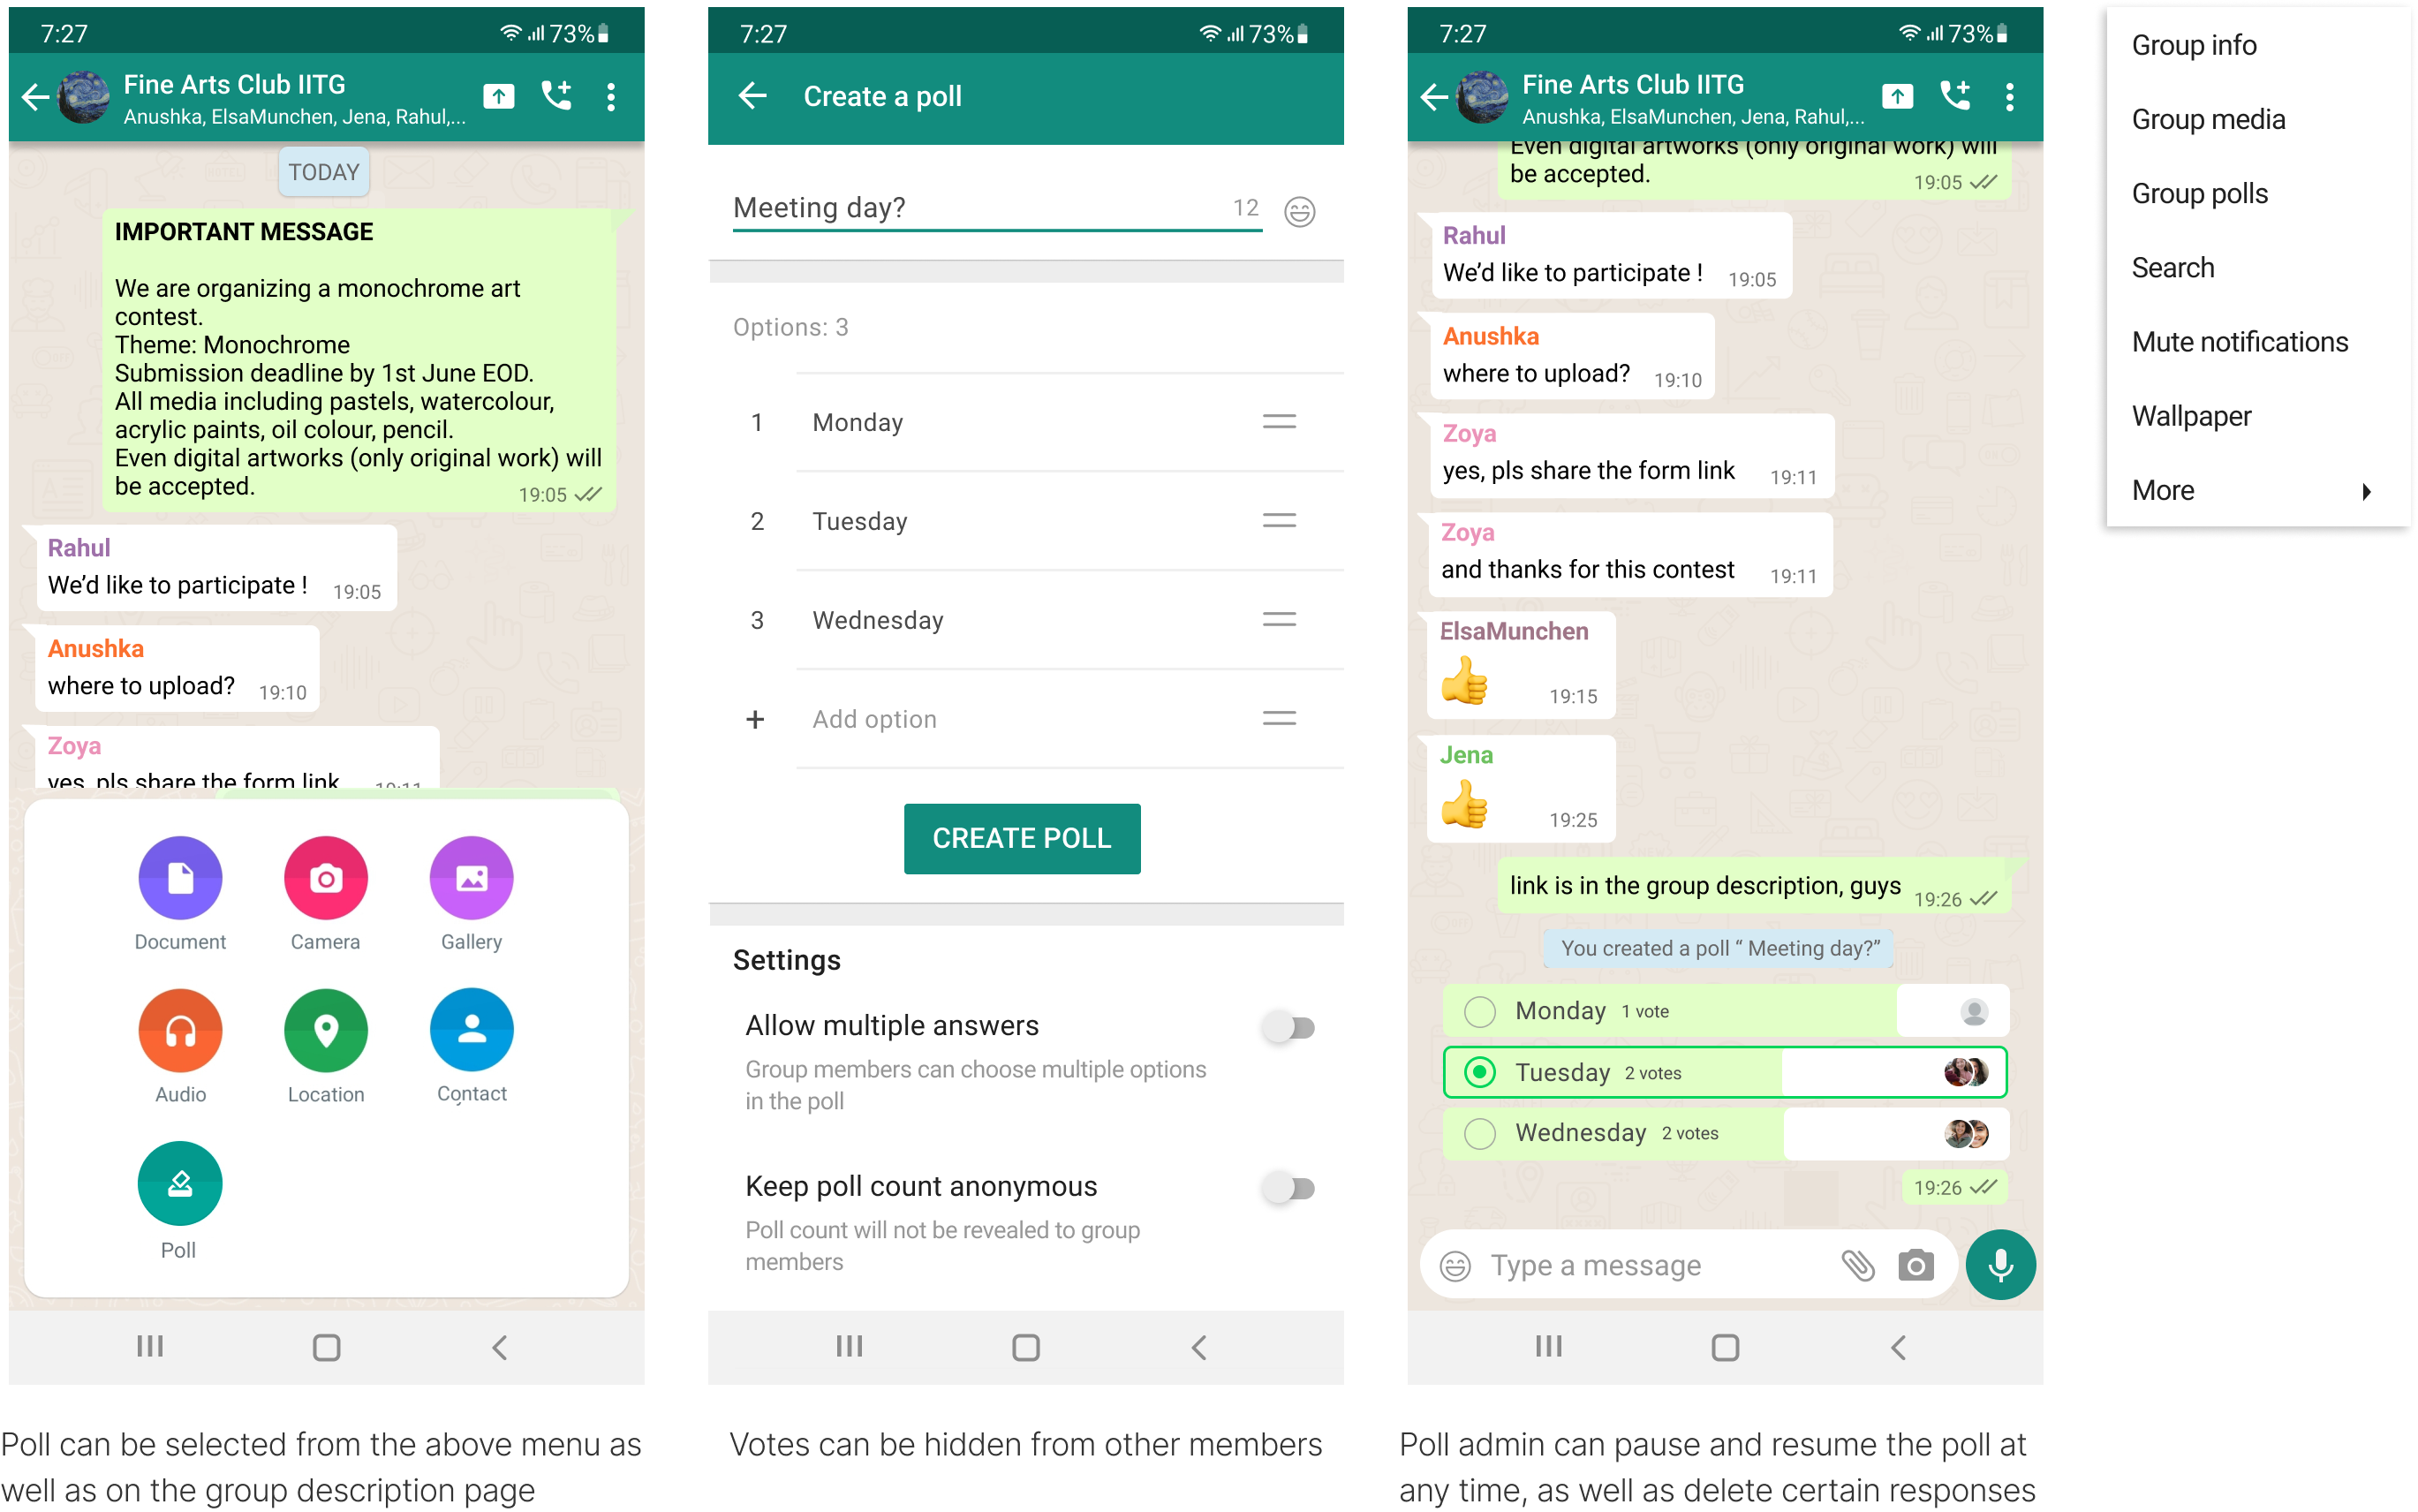 7:27
73%
Fine Arts Club IITG
Anushka, ElsaMunchen, Jena, Rahul,...
TODAY
IMPORTANT MESSAGE
We are organizing a monochrome art
contest.
Theme: Monochrome
Submission deadline by 1st June EOD.
All media including pastels, watercolour,
acrylic paints, oil colour, pencil.
Even digital artworks (only original work) will
be accepted.
19:05
Rahul
We'd like to participate !
19:05
Anushka
where to upload?
19:10
Zoya
yes, pls share the form link
19:11
Document
Camera
Gallery
Audio
Location
Contact
Poll
Poll can be selected from the above menu as
well as on the group description page
7:27
73%
Create a poll
Meeting day?
12
Options: 3
1 Monday
2 Tuesday
3 Wednesday
+ Add option
CREATE POLL
Settings
Allow multiple answers
Group members can choose multiple options
in the poll
Keep poll count anonymous
Poll count will not be revealed to group
members
Votes can be hidden from other members
7:27
73%
Fine Arts Club IITG
Anushka, ElsaMunchen, Jena, Rahul,...
Even digital artworks (only original work) will
be accepted.
19:05
Rahul
We'd like to participate !
19:05
Anushka
where to upload?
19:10
Zoya
yes, pls share the form link
19:11
Zoya
and thanks for this contest
19:11
ElsaMunchen
👍
19:15
Jena
👍
19:25
link is in the group description, guys
19:26
You created a poll “ Meeting day?”
Monday 1 vote
Tuesday 2 votes
Wednesday 2 votes
19:26
Type a message
Poll admin can pause and resume the poll at
any time, as well as delete certain responses
Group info
Group media
Group polls
Search
Mute notifications
Wallpaper
More